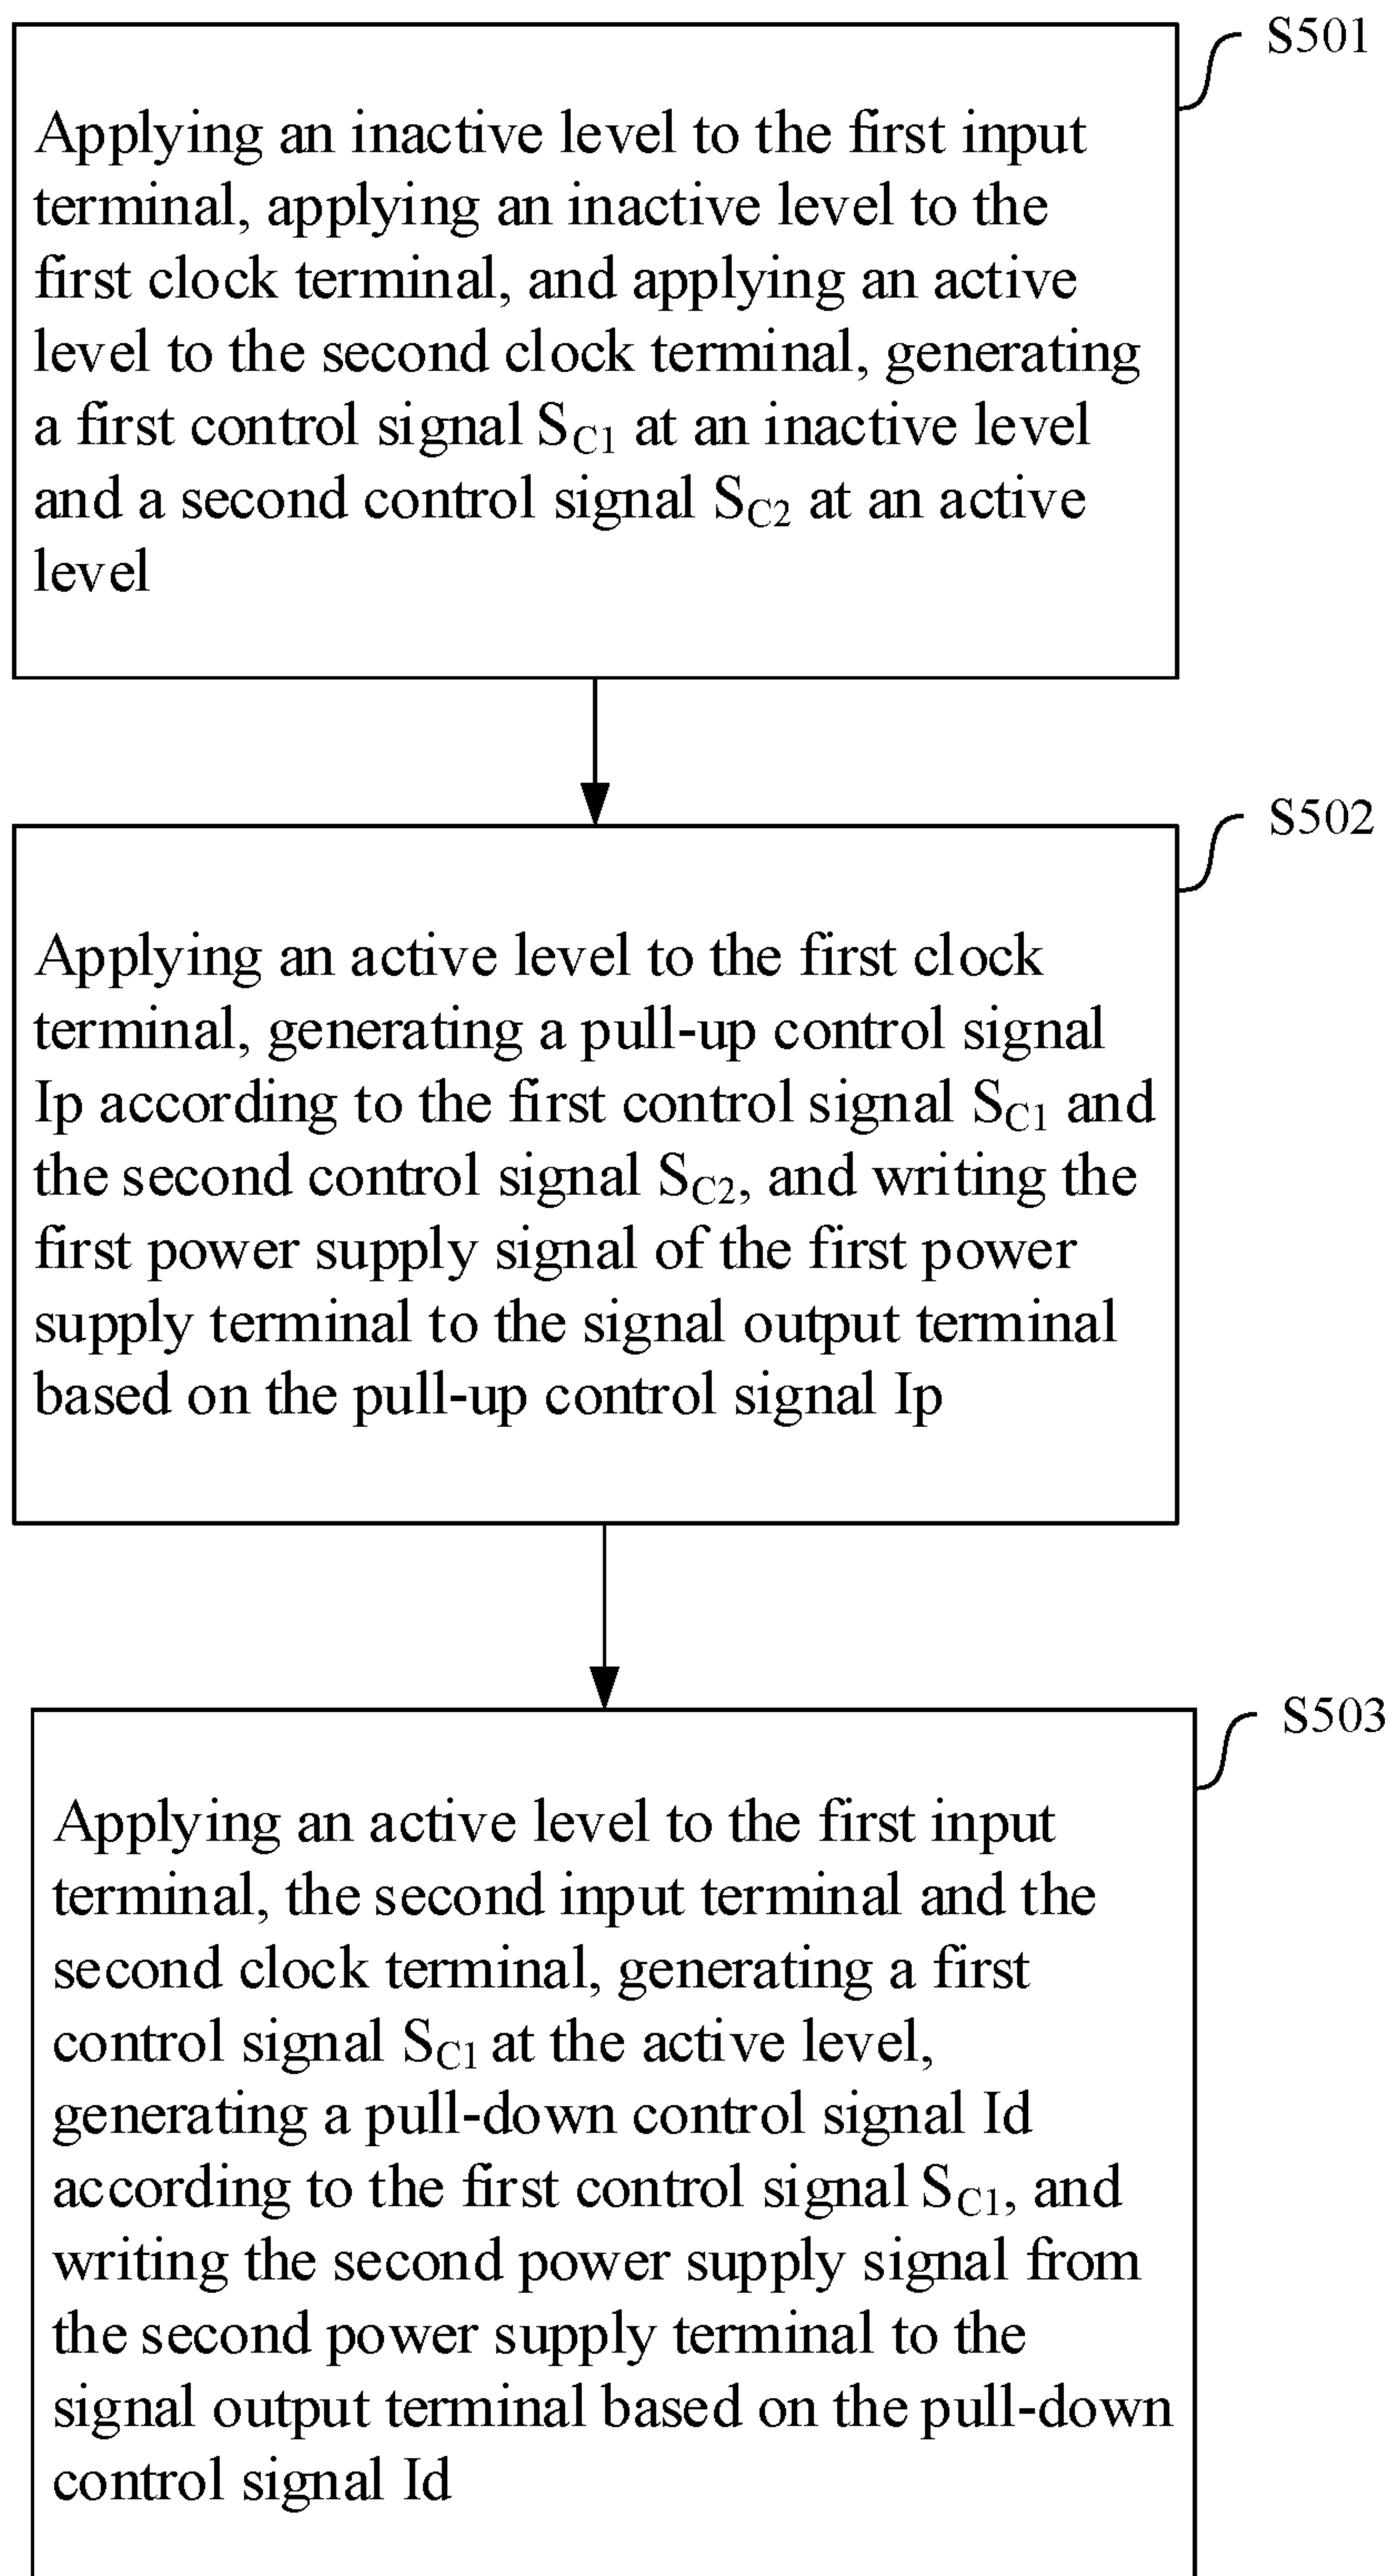 S501
Applying an inactive level to the first input
terminal, applying an inactive level to the
first clock terminal, and applying an active
level to the second clock terminal, generating
a first control signal S_C1 at an inactive level
and a second control signal S_C2 at an active
level
S502
Applying an active level to the first clock
terminal, generating a pull-up control signal
Ip according to the first control signal S_C1 and
the second control signal S_C2, and writing the
first power supply signal of the first power
supply terminal to the signal output terminal
based on the pull-up control signal Ip
S503
Applying an active level to the first input
terminal, the second input terminal and the
second clock terminal, generating a first
control signal S_C1 at the active level,
generating a pull-down control signal Id
according to the first control signal S_C1, and
writing the second power supply signal from
the second power supply terminal to the
signal output terminal based on the pull-down
control signal Id